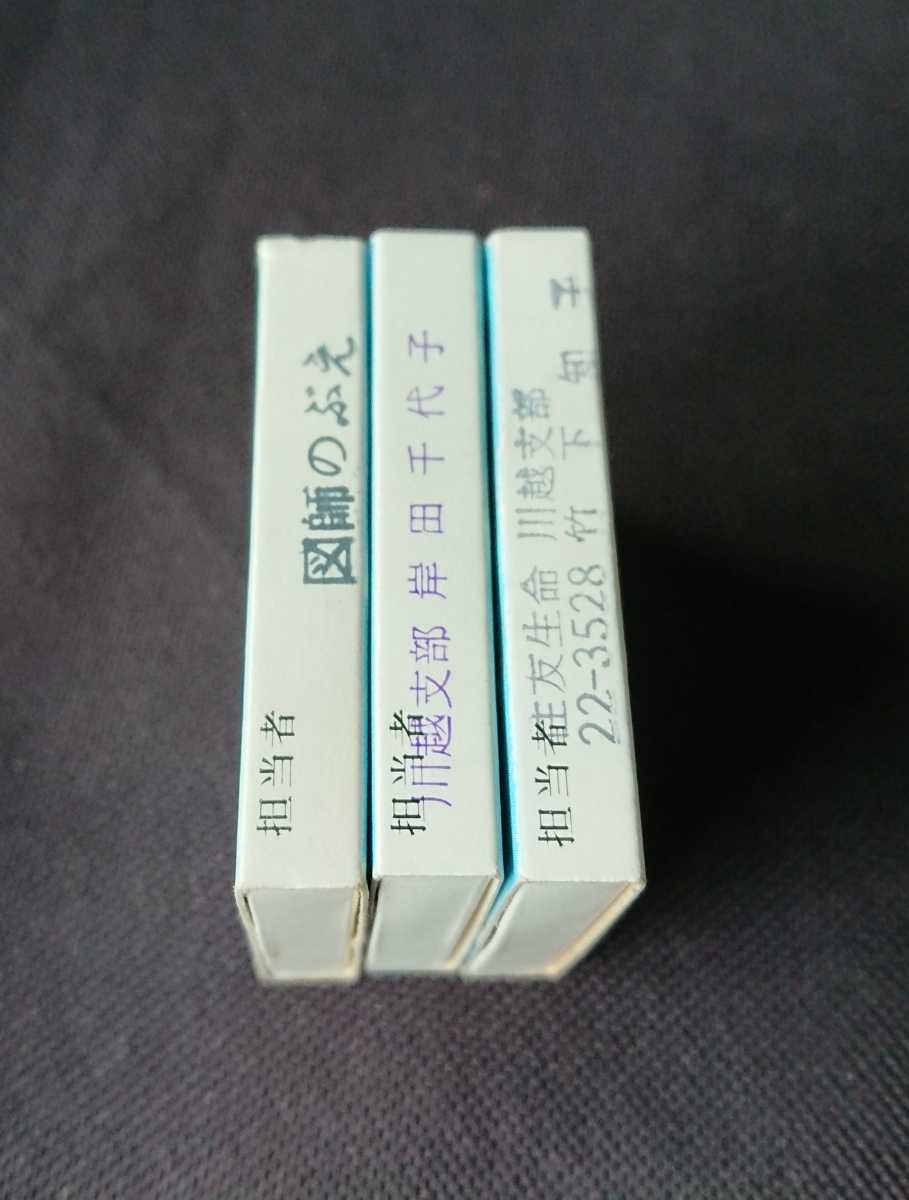 担当者
図師のぶえ
担当者
川越支部 岸田千代子
担当者
住友生命 川越支部
22-3528 竹下知子